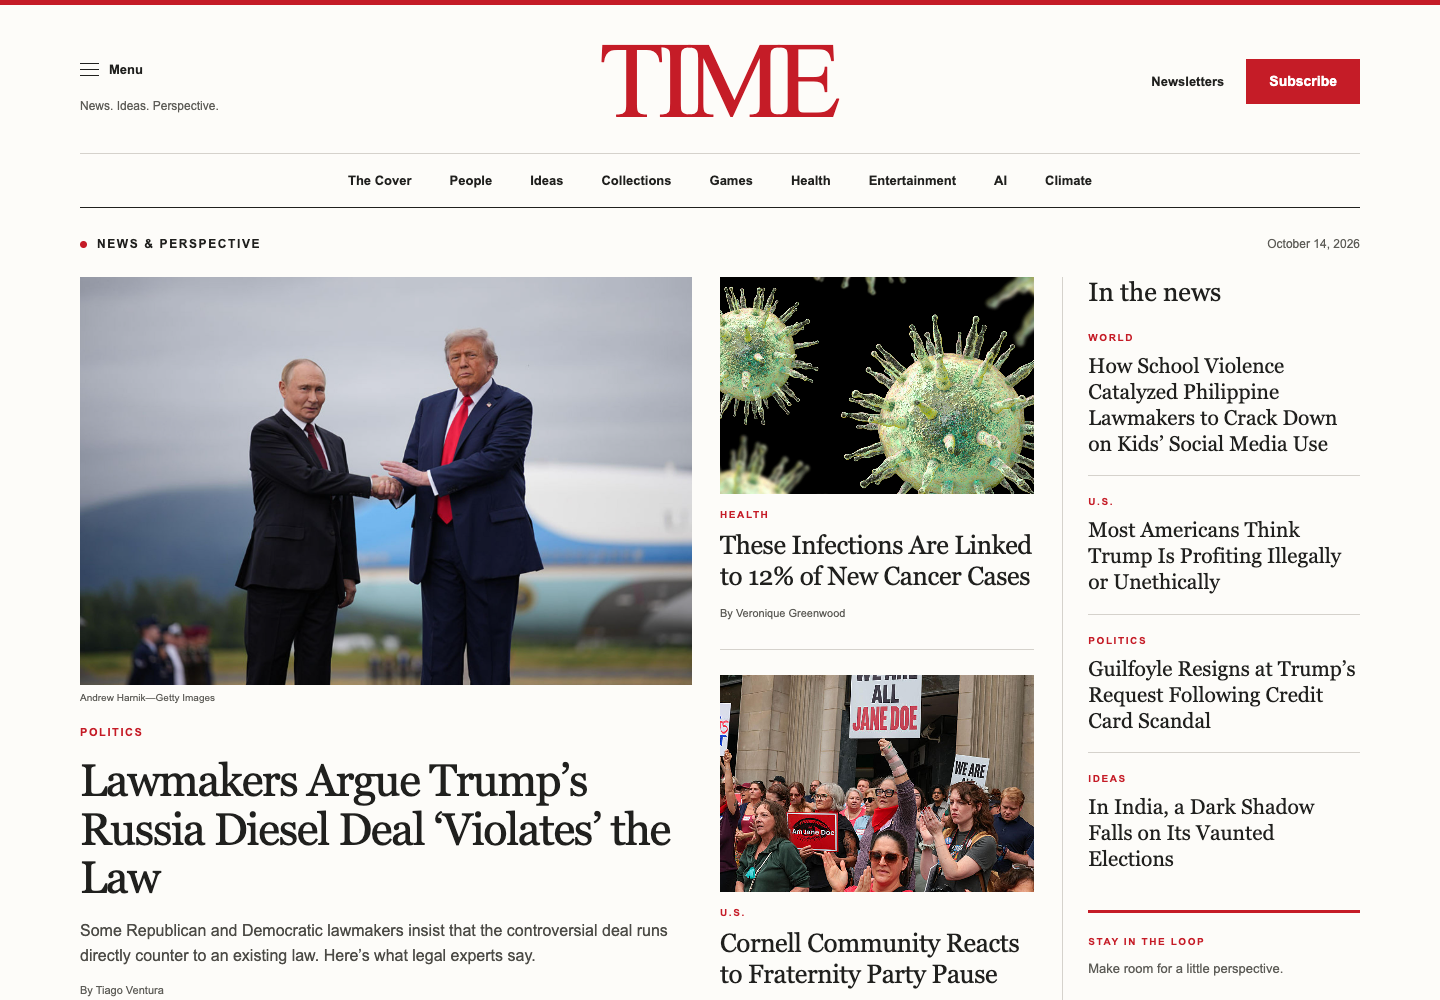 Menu
News. Ideas. Perspective.
TIME
Newsletters
Subscribe
The Cover
People
Ideas
Collections
Games
Health
Entertainment
AI
Climate
NEWS & PERSPECTIVE
October 14, 2026
Andrew Harnik—Getty Images
POLITICS
Lawmakers Argue Trump’s
Russia Diesel Deal ‘Violates’ the
Law
Some Republican and Democratic lawmakers insist that the controversial deal runs
directly counter to an existing law. Here’s what legal experts say.
By Tiago Ventura
HEALTH
These Infections Are Linked
to 12% of New Cancer Cases
By Veronique Greenwood
WE ARE
ALL
JANE DOE
WE ARE
Am Jane Doe
U.S.
Cornell Community Reacts
to Fraternity Party Pause
In the news
WORLD
How School Violence
Catalyzed Philippine
Lawmakers to Crack Down
on Kids’ Social Media Use
U.S.
Most Americans Think
Trump Is Profiting Illegally
or Unethically
POLITICS
Guilfoyle Resigns at Trump’s
Request Following Credit
Card Scandal
IDEAS
In India, a Dark Shadow
Falls on Its Vaunted
Elections
STAY IN THE LOOP
Make room for a little perspective.